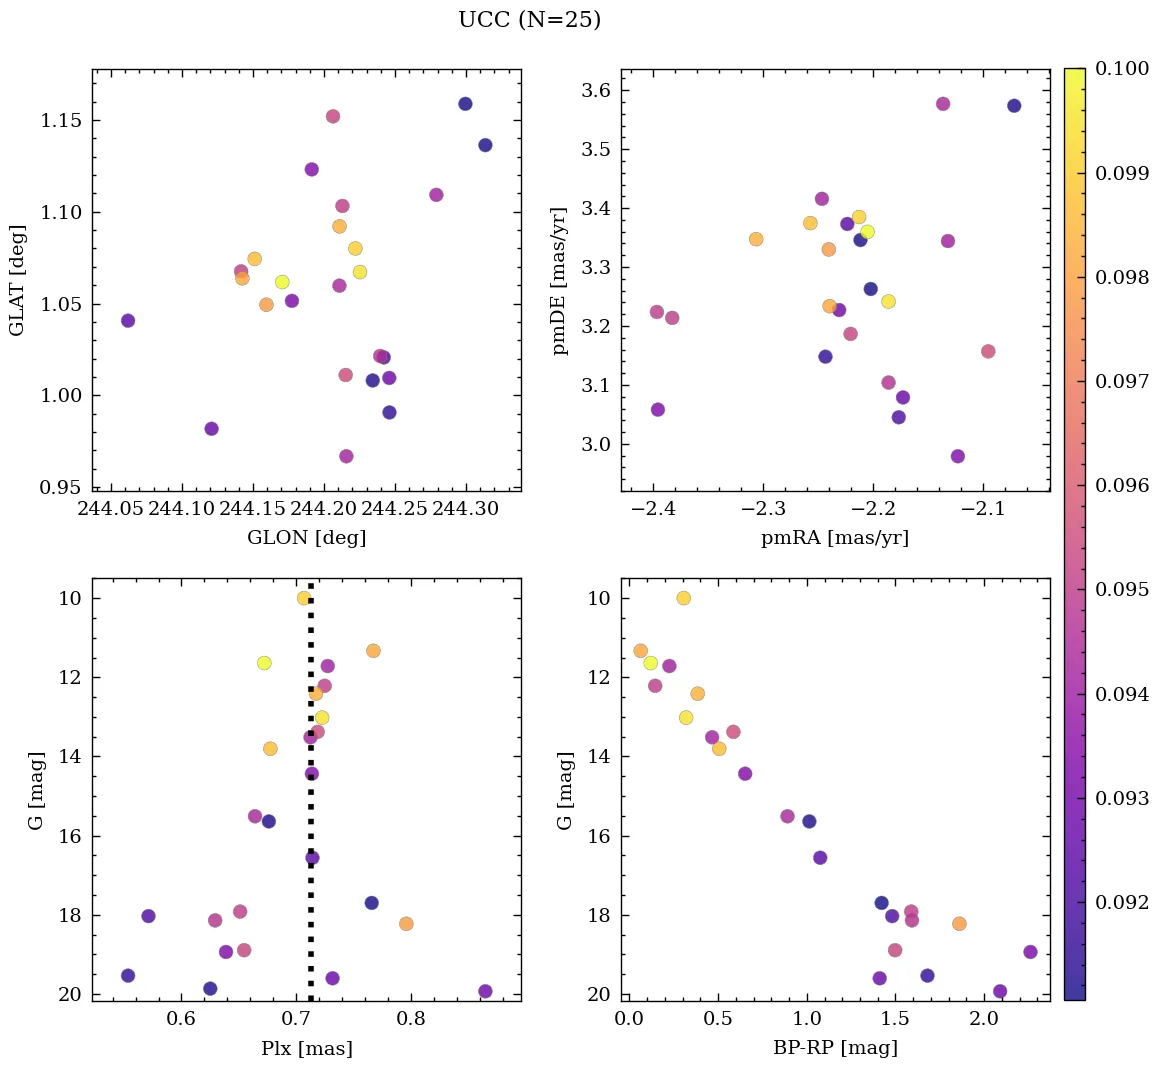 UCC (N=25)
1.15
1.10
1.05
1.00
0.95
GLAT [deg]
244.05 244.10 244.15 244.20 244.25 244.30
GLON [deg]
3.6
3.5
3.4
3.3
3.2
3.1
3.0
pmDE [mas/yr]
−2.4 −2.3 −2.2 −2.1
pmRA [mas/yr]
10
12
14
16
18
20
G [mag]
0.6 0.7 0.8
Plx [mas]
10
12
14
16
18
20
G [mag]
0.0 0.5 1.0 1.5 2.0
BP-RP [mag]
0.100
0.099
0.098
0.097
0.096
0.095
0.094
0.093
0.092